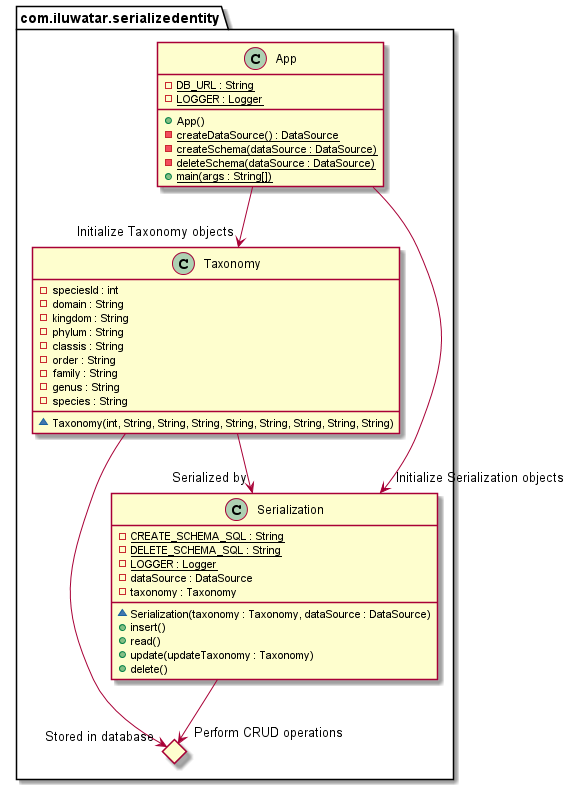 com.iluwatar.serializedentity
C App
DB_URL : String
LOGGER : Logger
App()
createDataSource() : DataSource
createSchema(dataSource : DataSource)
deleteSchema(dataSource : DataSource)
main(args : String[])
Initialize Taxonomy objects
C Taxonomy
speciesId : int
domain : String
kingdom : String
phylum : String
classis : String
order : String
family : String
genus : String
species : String
Taxonomy(int, String, String, String, String, String, String, String, String)
Serialized by
Initialize Serialization objects
C Serialization
CREATE_SCHEMA_SQL : String
DELETE_SCHEMA_SQL : String
LOGGER : Logger
dataSource : DataSource
taxonomy : Taxonomy
Serialization(taxonomy : Taxonomy, dataSource : DataSource)
insert()
read()
update(updateTaxonomy : Taxonomy)
delete()
Stored in database
Perform CRUD operations